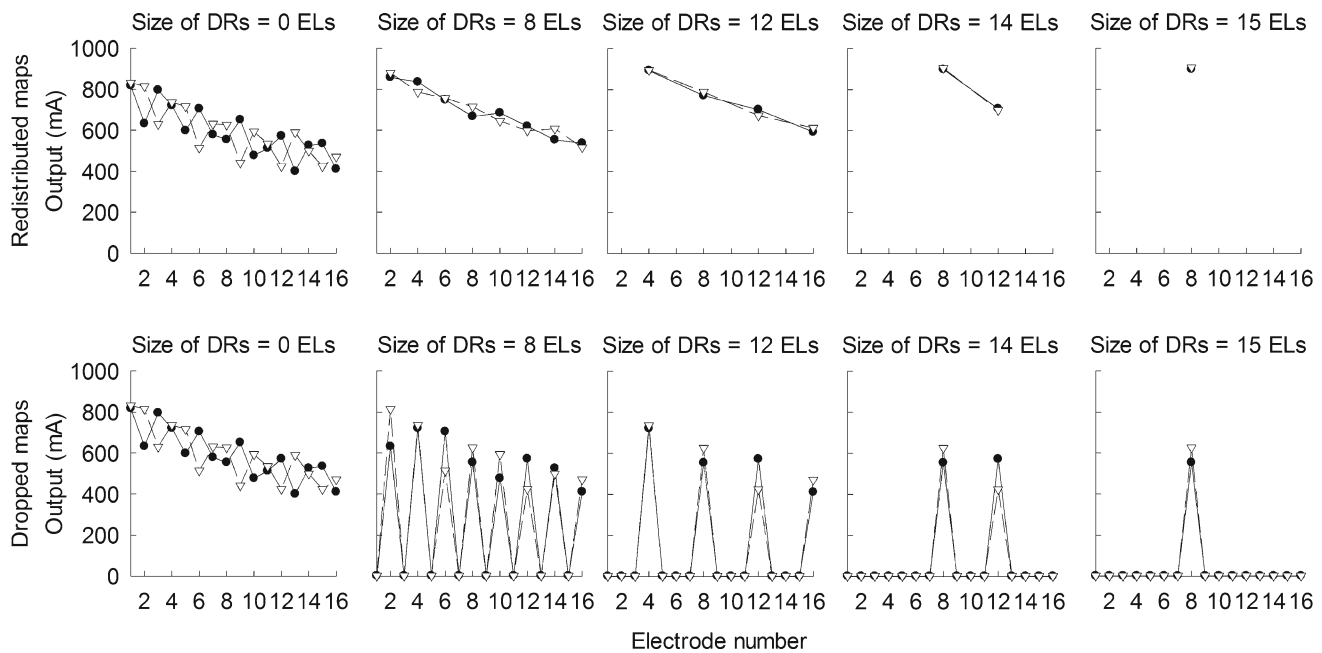 Size of DRs = 0 ELs Size of DRs = 8 ELs Size of DRs = 12 ELs Size of DRs = 14 ELs Size of DRs = 15 ELs
Redistributed maps
Output (mA)
1000
800
600
400
200
0
2 4 6 8 10 12 14 16 2 4 6 8 10 12 14 16 2 4 6 8 10 12 14 16 2 4 6 8 10 12 14 16 2 4 6 8 10 12 14 16
Size of DRs = 0 ELs Size of DRs = 8 ELs Size of DRs = 12 ELs Size of DRs = 14 ELs Size of DRs = 15 ELs
Dropped maps
Output (mA)
1000
800
600
400
200
0
2 4 6 8 10 12 14 16 2 4 6 8 10 12 14 16 2 4 6 8 10 12 14 16 2 4 6 8 10 12 14 16 2 4 6 8 10 12 14 16
Electrode number